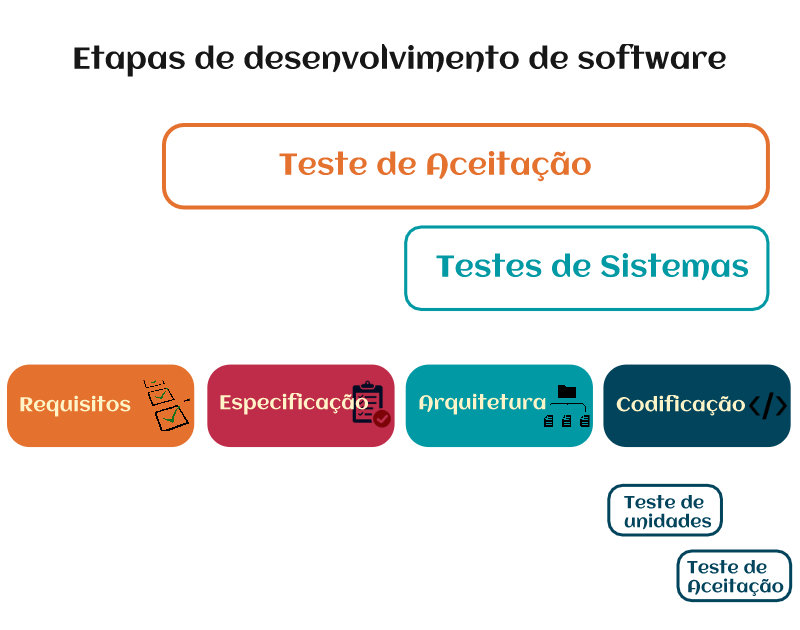 Etapas de desenvolvimento de software
Teste de Aceitação
Testes de Sistemas
Requisitos
Especificação
Arquitetura
Codificação
Teste de
unidades
Teste de
Aceitação